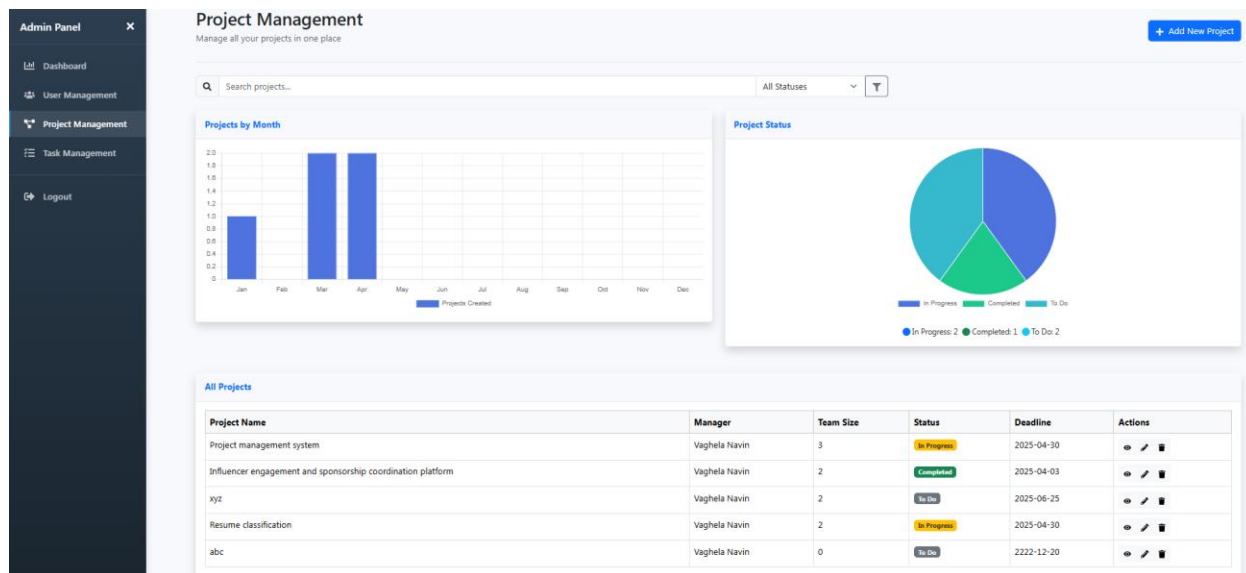 Admin Panel ×
Dashboard
User Management
Project Management
Task Management
Logout
Project Management
Manage all your projects in one place
+ Add New Project
Search projects...
All Statuses
Projects by Month
2.0
1.8
1.6
1.4
1.2
1.0
0.8
0.6
0.4
0.2
0
Jan Feb Mar Apr May Jun Jul Aug Sep Oct Nov Dec
Projects Created
Project Status
In Progress Completed To Do
In Progress: 2 Completed: 1 To Do: 2
All Projects
Project Name Manager Team Size Status Deadline Actions
Project management system Vaghela Navin 3 In Progress 2025-04-30
Influencer engagement and sponsorship coordination platform Vaghela Navin 2 Completed 2025-04-03
xyz Vaghela Navin 2 To Do 2025-06-25
Resume classification Vaghela Navin 2 In Progress 2025-04-30
abc Vaghela Navin 0 To Do 2222-12-20